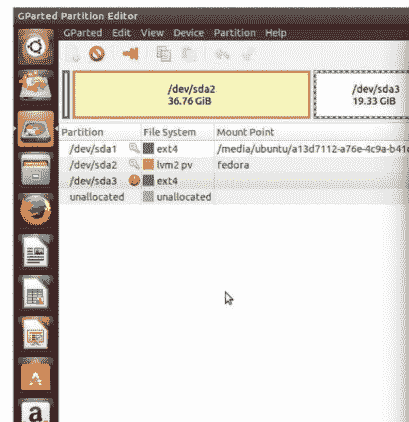 GParted Partition Editor
GParted Edit View Device Partition Help
/dev/sda2
36.76 GiB
/dev/sda3
19.33 GiB
Partition File System Mount Point
/dev/sda1 ext4 /media/ubuntu/a13d7112-a76e-4c9a-b41
/dev/sda2 lvm2 pv fedora
/dev/sda3 ext4
unallocated unallocated
a